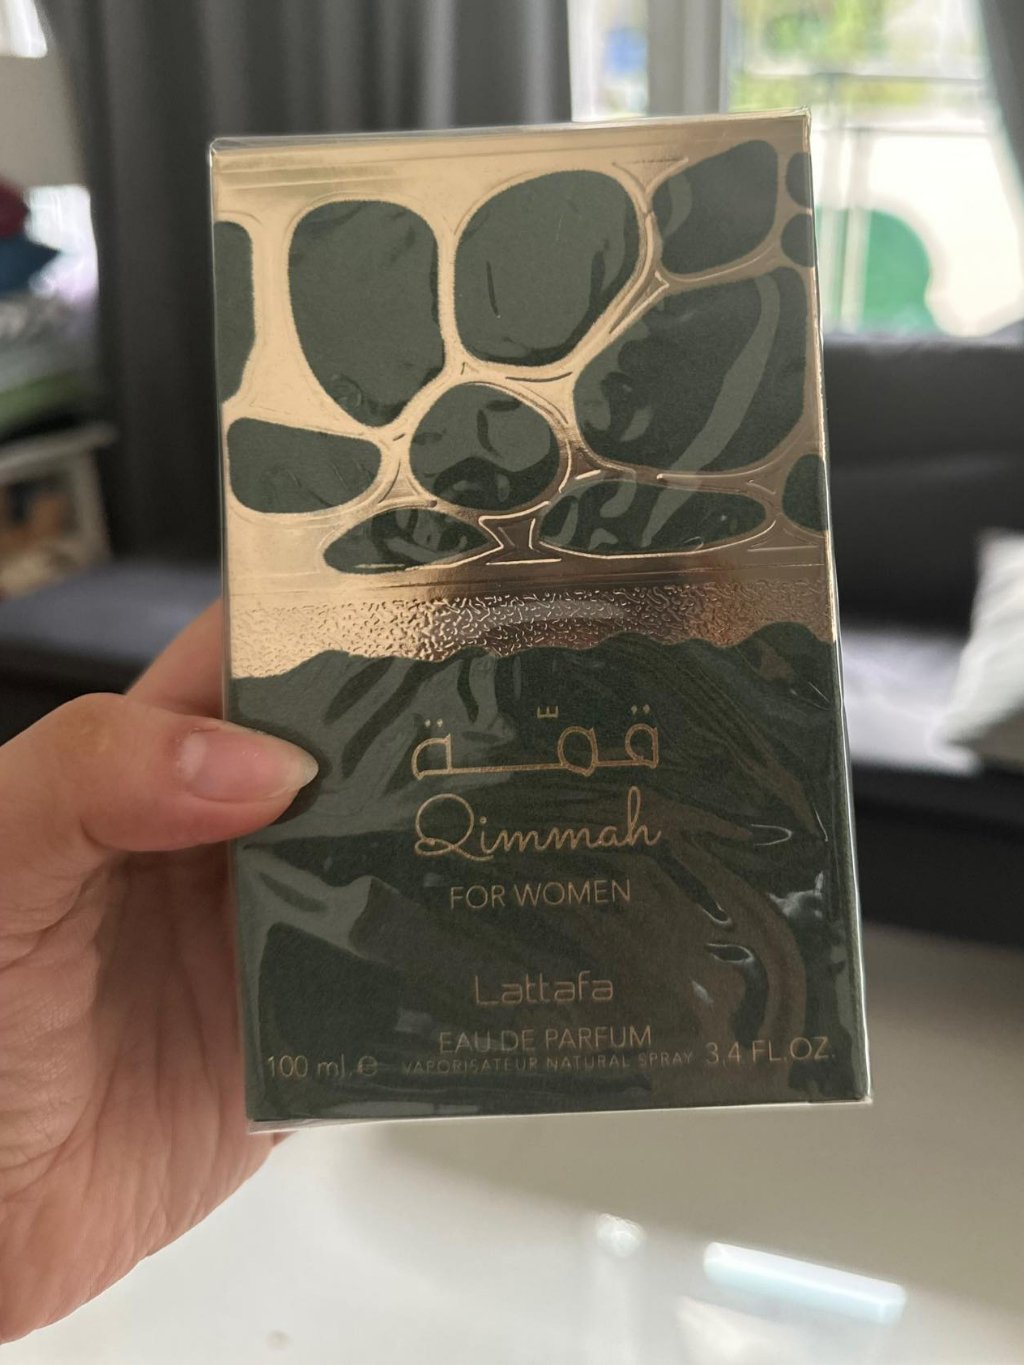 قمّة
Qimmah
FOR WOMEN
Lattafa
EAU DE PARFUM
100 ml ℮ VAPORISATEUR NATURAL SPRAY 3.4 FL.OZ.